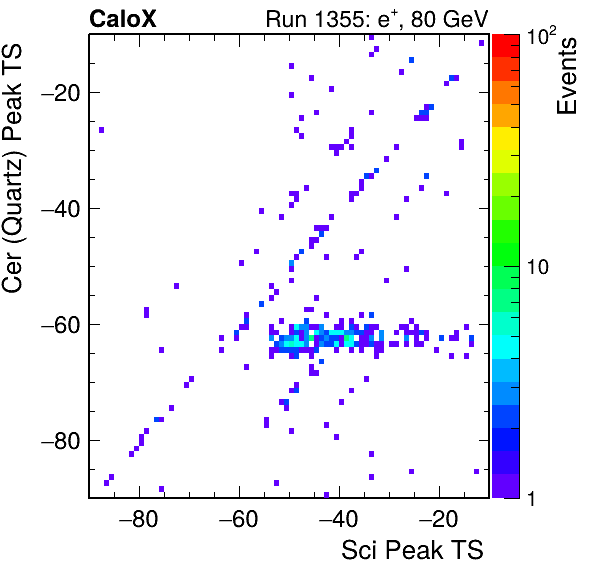 CaloX Run 1355: e⁺, 80 GeV
Cer (Quartz) Peak TS
−20
−40
−60
−80
−80 −60 −40 −20
Sci Peak TS
10²
10
1
Events